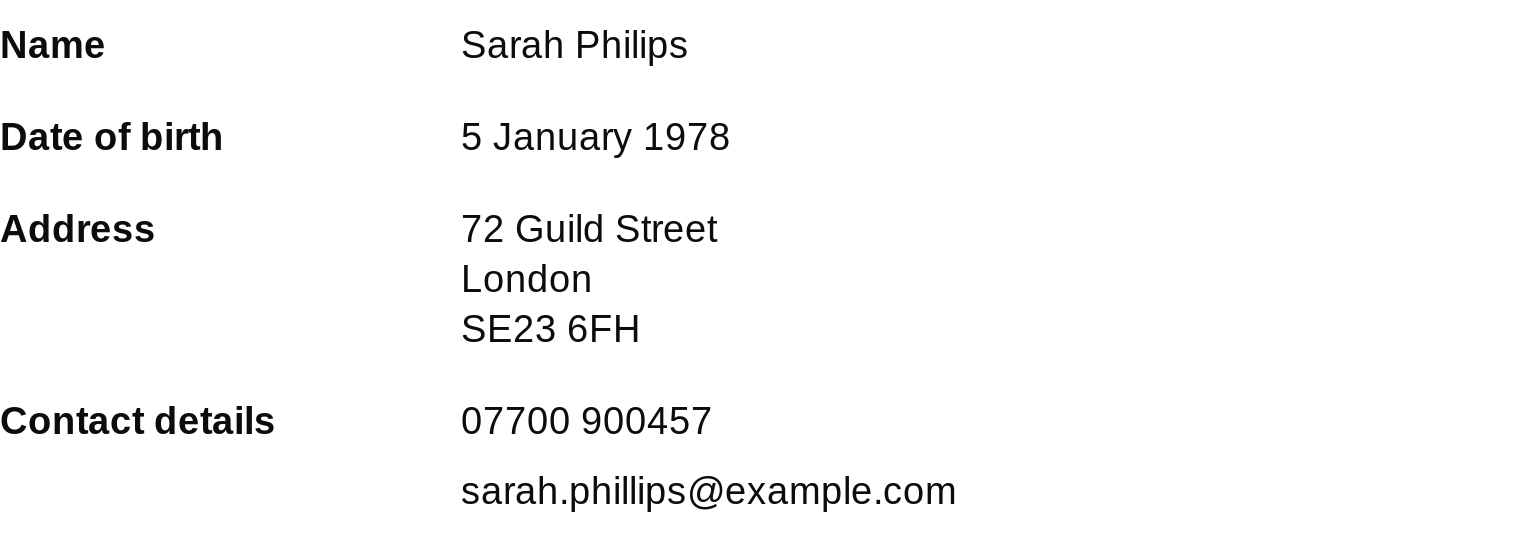 Name Sarah Philips
Date of birth 5 January 1978
Address 72 Guild Street
London
SE23 6FH
Contact details 07700 900457
sarah.phillips@example.com